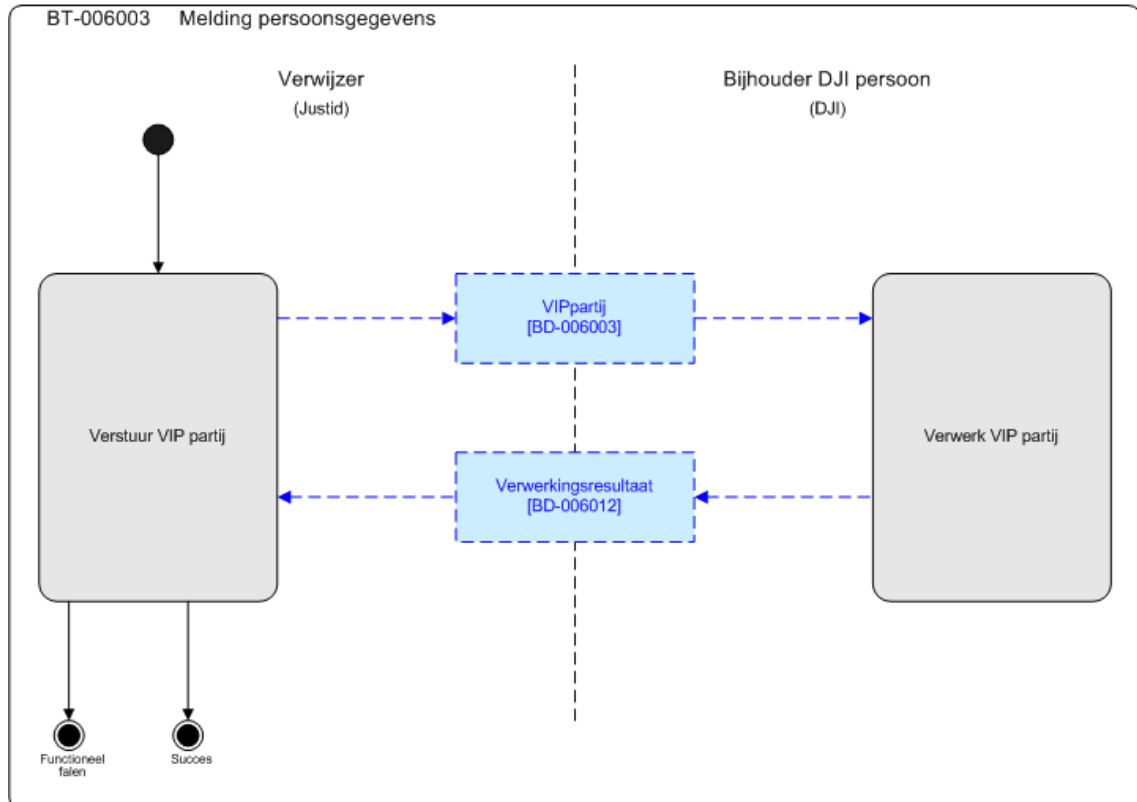 BT-006003 Melding persoonsgegevens
Verwijzer
(Justid)
Bijhouder DJI persoon
(DJI)
VIPpartij
[BD-006003]
Verstuur VIP partij
Verwerk VIP partij
Verwerkingsresultaat
[BD-006012]
Functioneel
falen
Succes